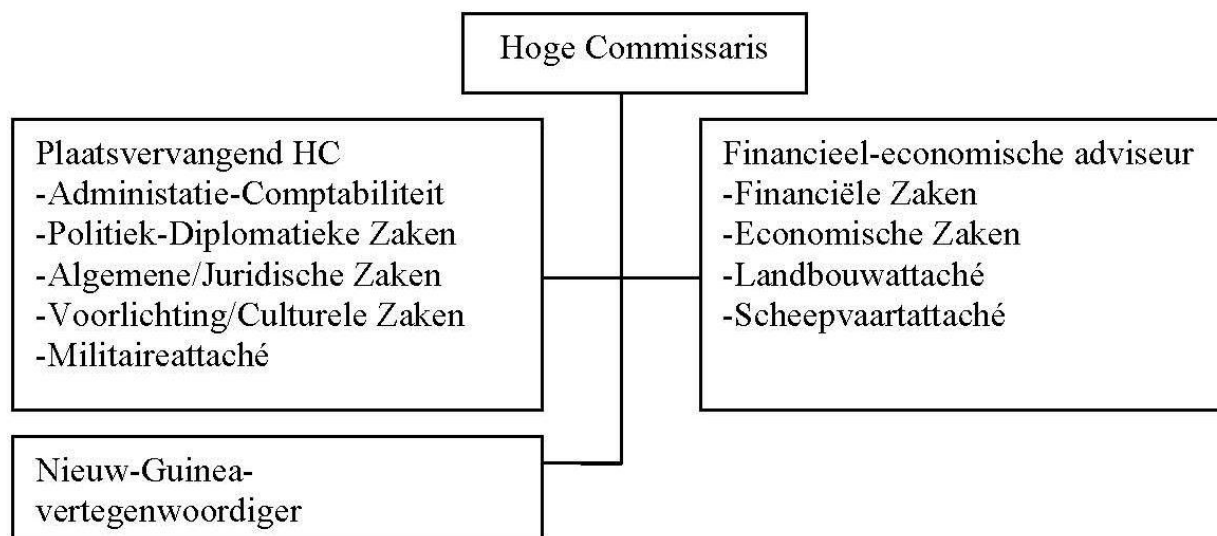 Hoge Commissaris
Plaatsvervangend HC
-Administatie-Comptabiliteit
-Politiek-Diplomatieke Zaken
-Algemene/Juridische Zaken
-Voorlichting/Culturele Zaken
-Militaireattaché
Financieel-economische adviseur
-Financiële Zaken
-Economische Zaken
-Landbouwattaché
-Scheepvaartattaché
Nieuw-Guinea-
vertegenwoordiger